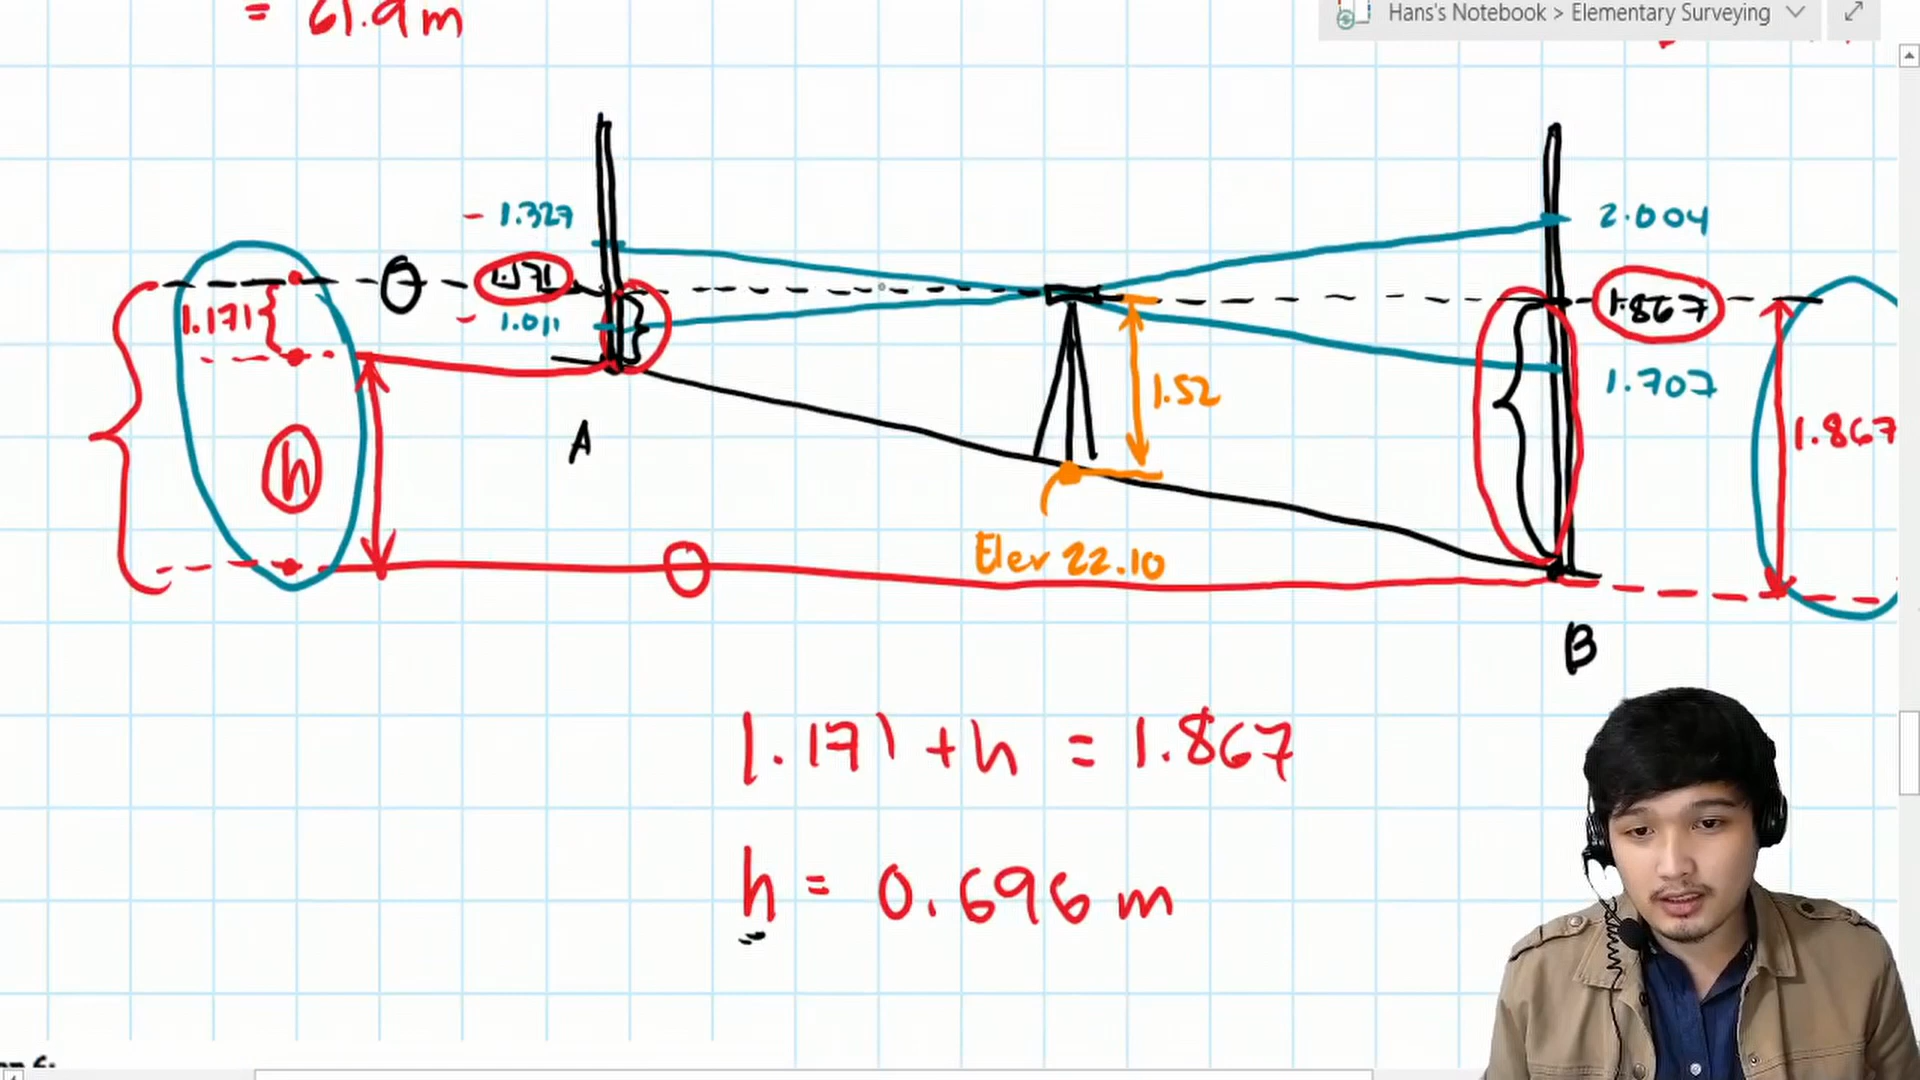 = 61.9 m
Hans's Notebook > Elementary Surveying
- 1.327
2.004
1.171
1.171
- 1.011
1.867
1.52
1.707
1.867
h
A
Elev 22.10
B
1.171 + h = 1.867
h = 0.696 m